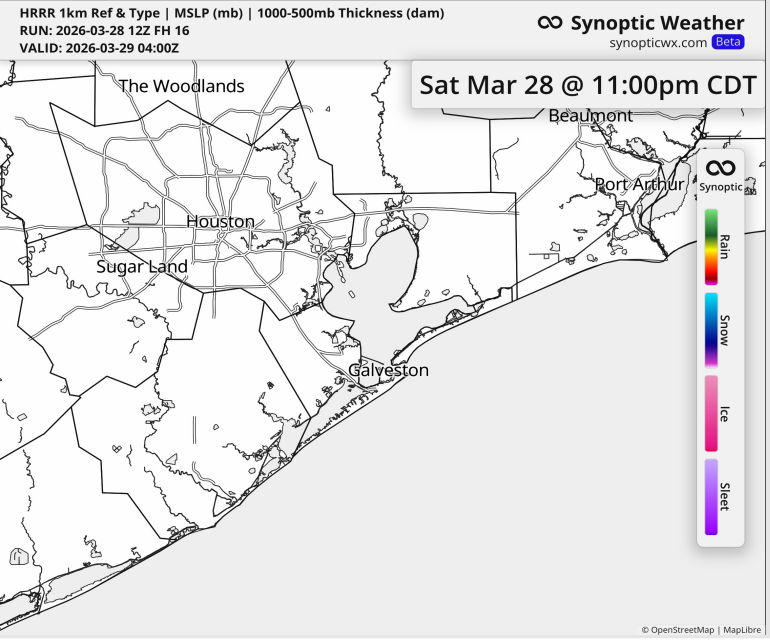 HRRR 1km Ref & Type | MSLP (mb) | 1000-500mb Thickness (dam)
RUN: 2026-03-28 12Z FH 16
VALID: 2026-03-29 04:00Z
Synoptic Weather
synopticwx.com Beta
Sat Mar 28 @ 11:00pm CDT
The Woodlands
Beaumont
Port Arthur
Synoptic
Houston
Sugar Land
Galveston
Rain
Snow
Ice
Sleet
© OpenStreetMap | MapLibre